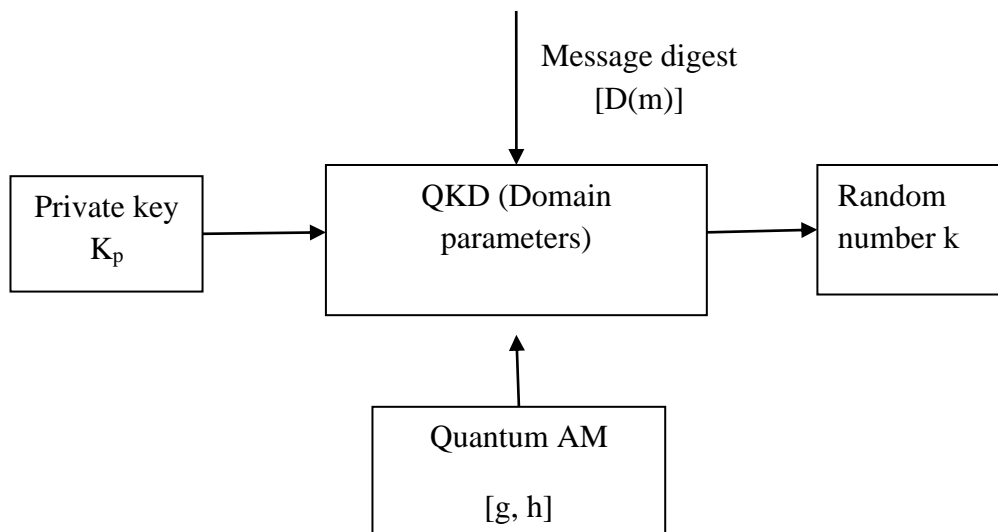 Message digest
[D(m)]
Private key
Kₚ
QKD (Domain
parameters)
Random
number k
Quantum AM
[g, h]